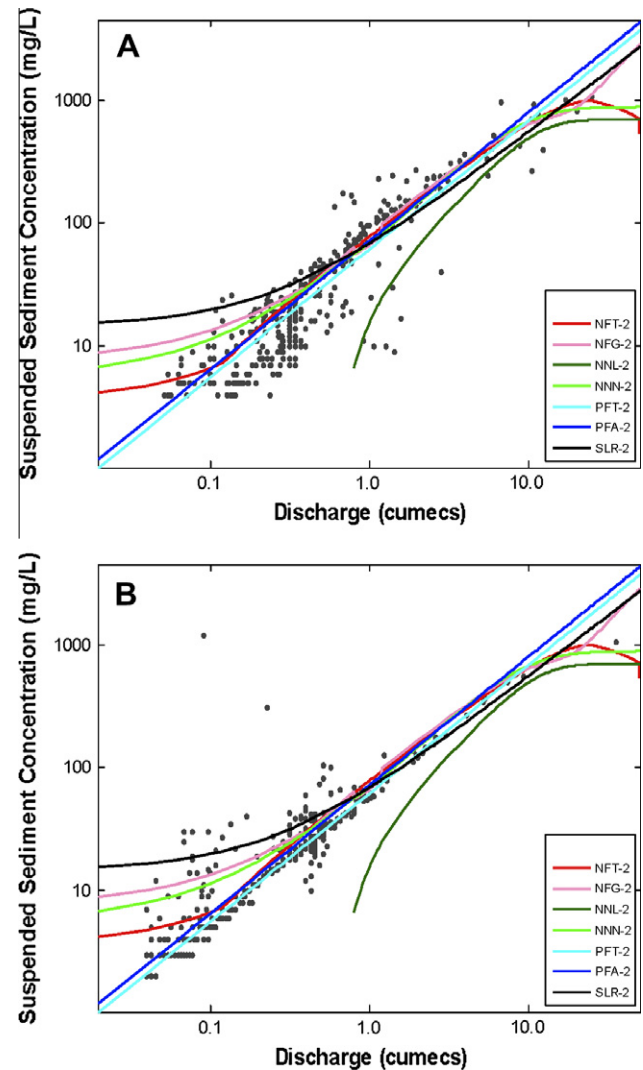 A
Suspended Sediment Concentration (mg/L)
1000
100
10
NFT-2
NFG-2
NNL-2
NNN-2
PFT-2
PFA-2
SLR-2
0.1
1.0
10.0
Discharge (cumecs)
B
Suspended Sediment Concentration (mg/L)
1000
100
10
NFT-2
NFG-2
NNL-2
NNN-2
PFT-2
PFA-2
SLR-2
0.1
1.0
10.0
Discharge (cumecs)